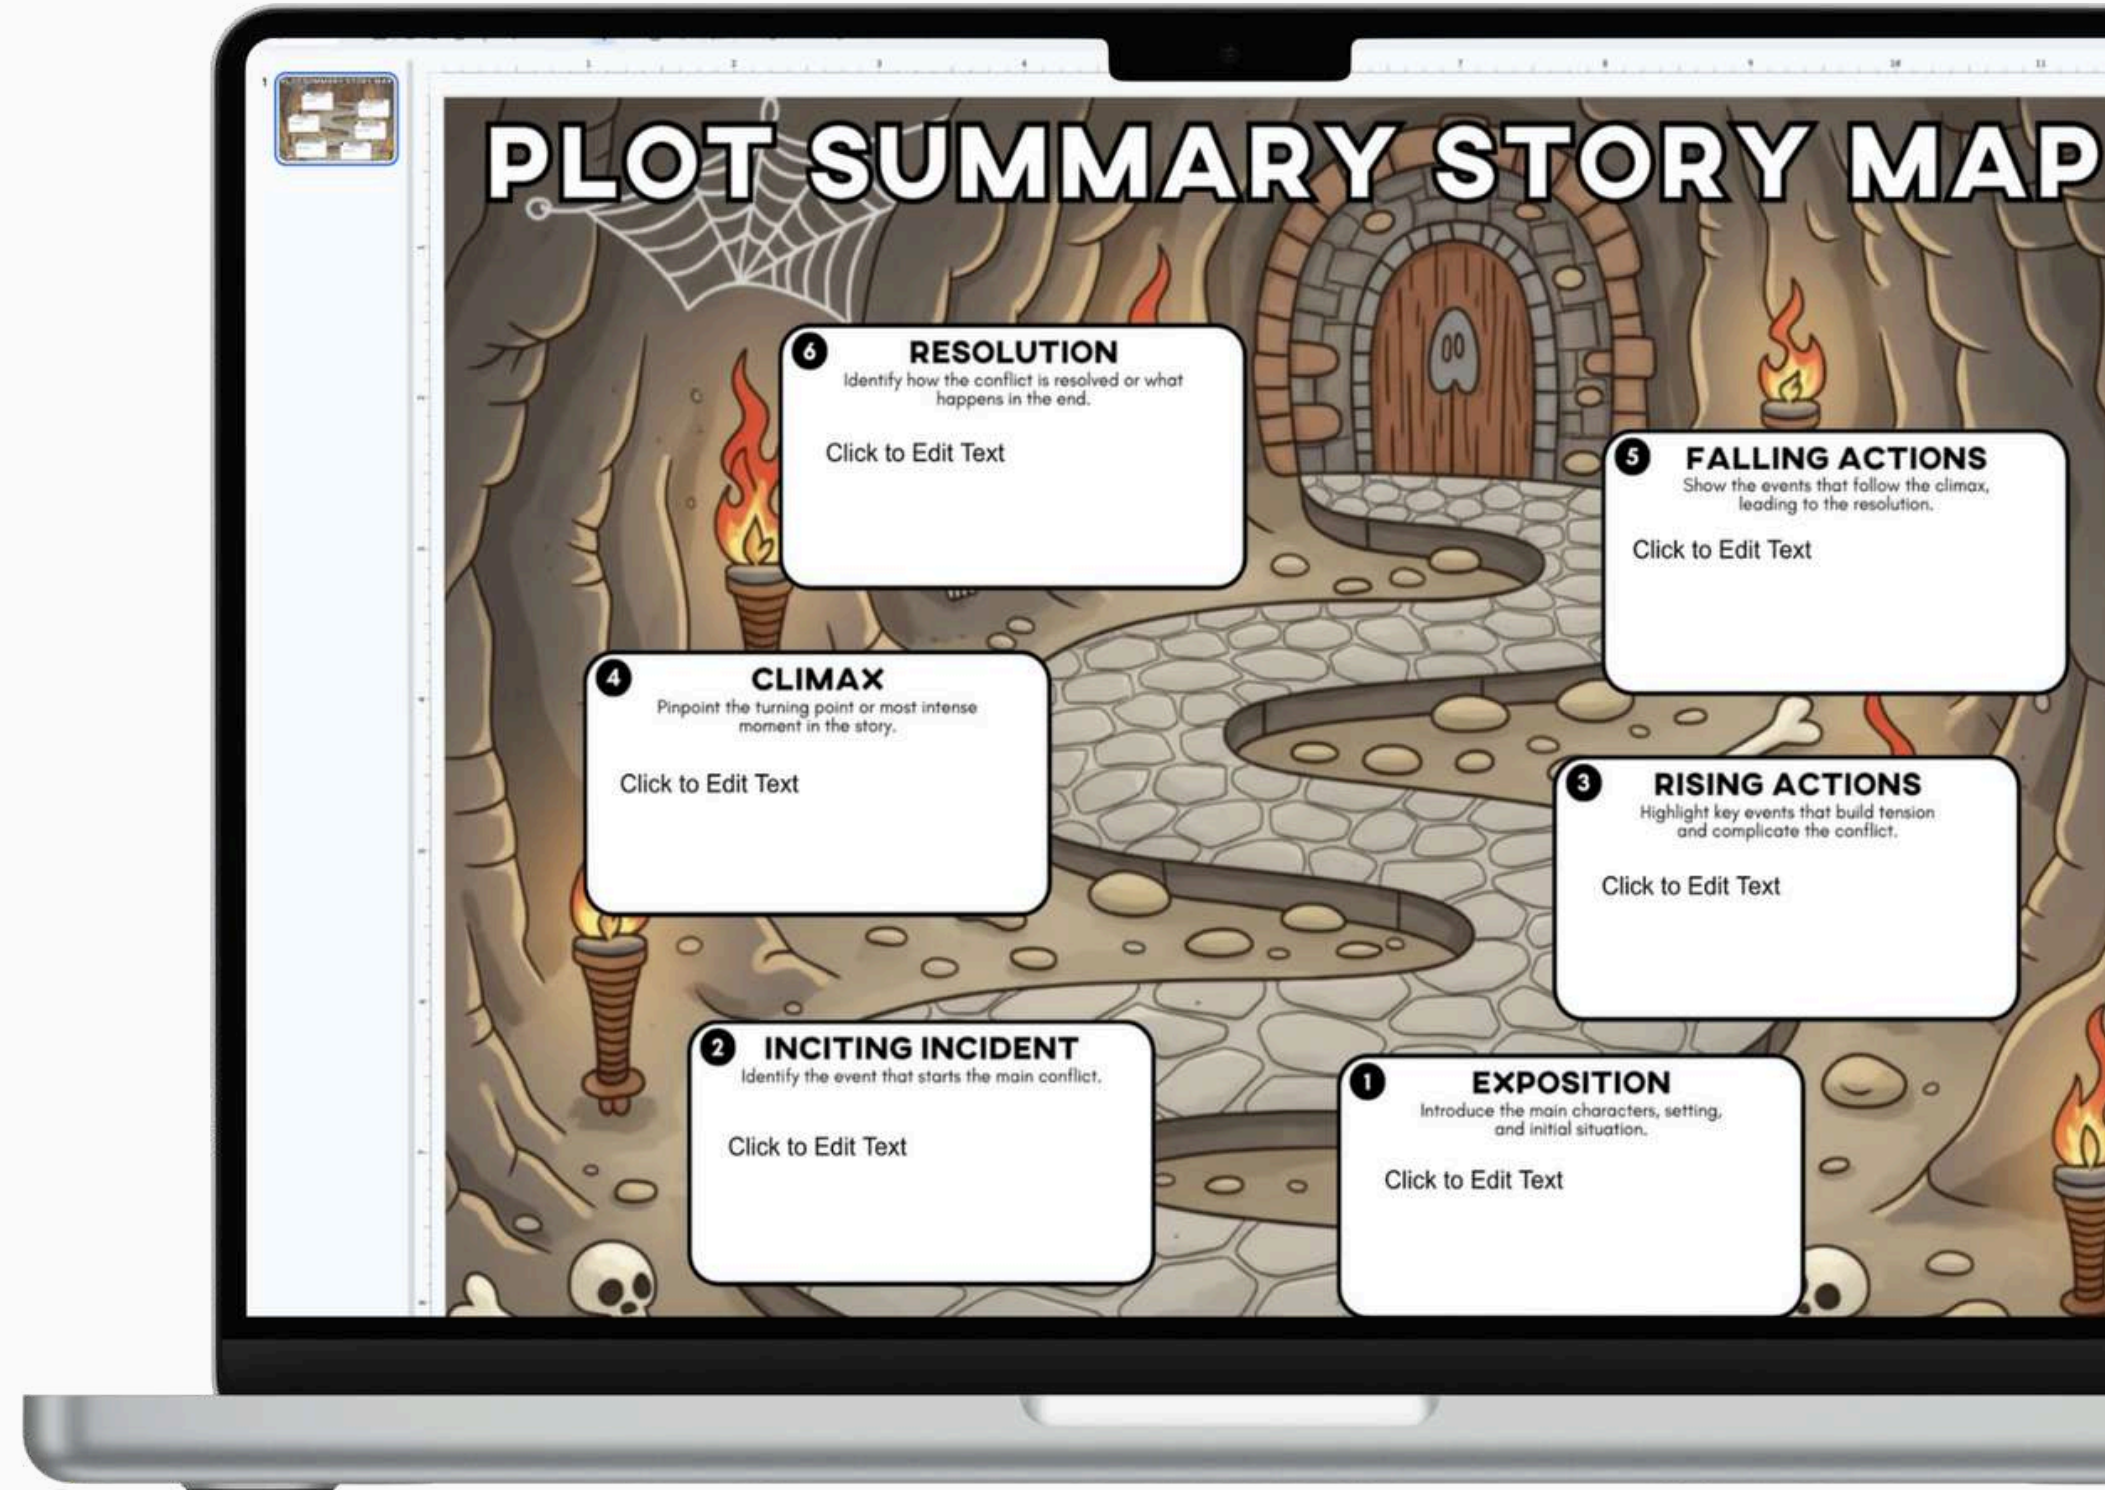 PLOT SUMMARY STORY MAP
6
RESOLUTION
Identify how the conflict is resolved or what
happens in the end.
Click to Edit Text
5
FALLING ACTIONS
Show the events that follow the climax,
leading to the resolution.
Click to Edit Text
4
CLIMAX
Pinpoint the turning point or most intense
moment in the story.
Click to Edit Text
3
RISING ACTIONS
Highlight key events that build tension
and complicate the conflict.
Click to Edit Text
2
INCITING INCIDENT
Identify the event that starts the main conflict.
Click to Edit Text
1
EXPOSITION
Introduce the main characters, setting,
and initial situation.
Click to Edit Text